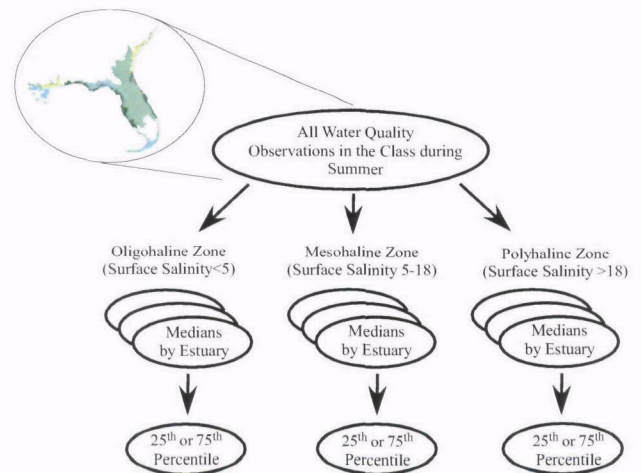 All Water Quality
Observations in the Class during
Summer
Oligohaline Zone
(Surface Salinity<5)
Mesohaline Zone
(Surface Salinity 5-18)
Polyhaline Zone
(Surface Salinity >18)
Medians
by Estuary
Medians
by Estuary
Medians
by Estuary
25th or 75th
Percentile
25th or 75th
Percentile
25th or 75th
Percentile